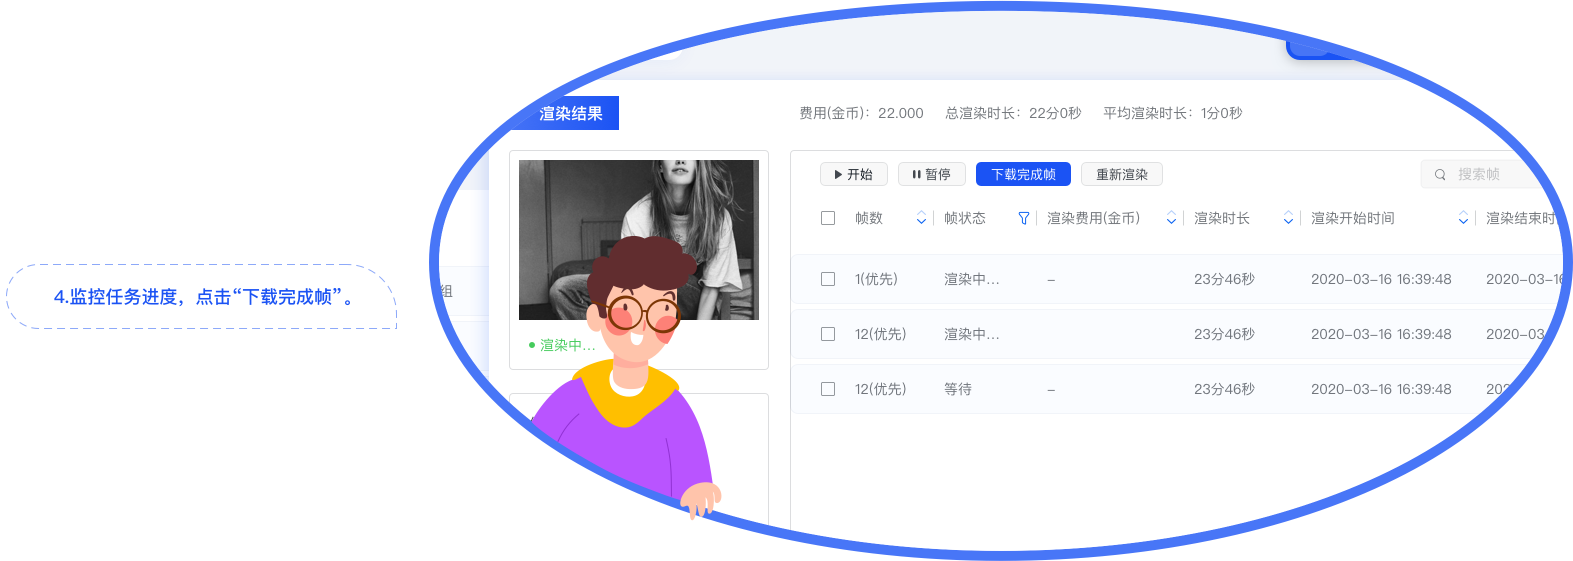 4.监控任务进度，点击“下载完成帧”。
渲染结果
费用(金币)：22.000 总渲染时长：22分0秒 平均渲染时长：1分0秒
开始 暂停 下载完成帧 重新渲染 搜索帧
帧数 帧状态 渲染费用(金币) 渲染时长 渲染开始时间 渲染结束时
1(优先) 渲染中... – 23分46秒 2020-03-16 16:39:48 2020-03-16
组
12(优先) 渲染中... 23分46秒 2020-03-16 16:39:48 2020-03
渲染中...
12(优先) 等待 – 23分46秒 2020-03-16 16:39:48 202